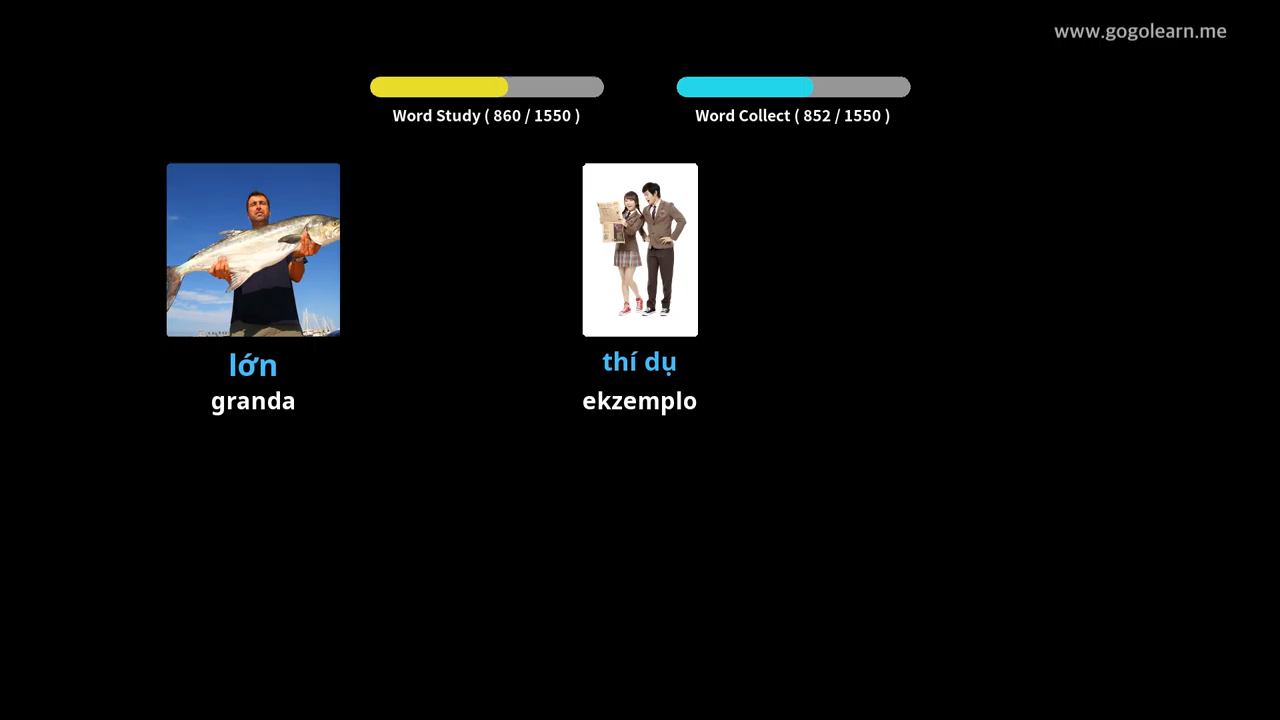 www.gogolearn.me
Word Study ( 860 / 1550 )
Word Collect ( 852 / 1550 )
lớn
granda
thí dụ
ekzemplo